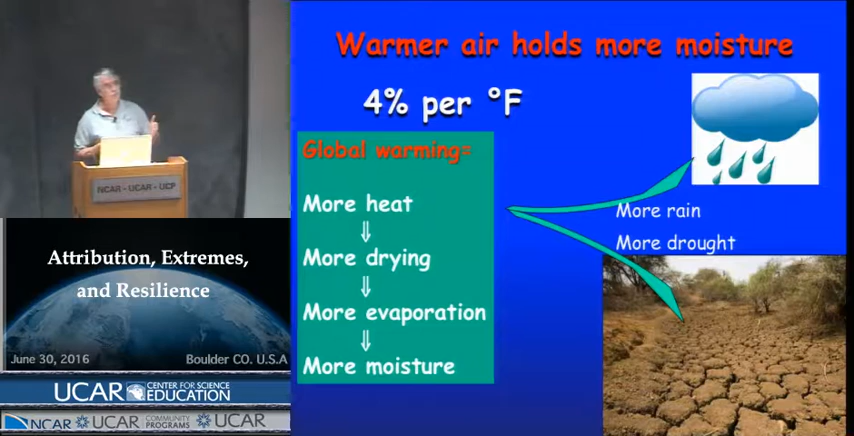 Warmer air holds more moisture
4% per °F
Global warming=
More heat
⇓
More drying
⇓
More evaporation
⇓
More moisture
More rain
More drought
NCAR - UCAR - UCP
Attribution, Extremes,
and Resilience
June 30, 2016
Boulder CO. U.S.A
UCAR CENTER FOR SCIENCE
EDUCATION
NCAR UCAR COMMUNITY
PROGRAMS UCAR